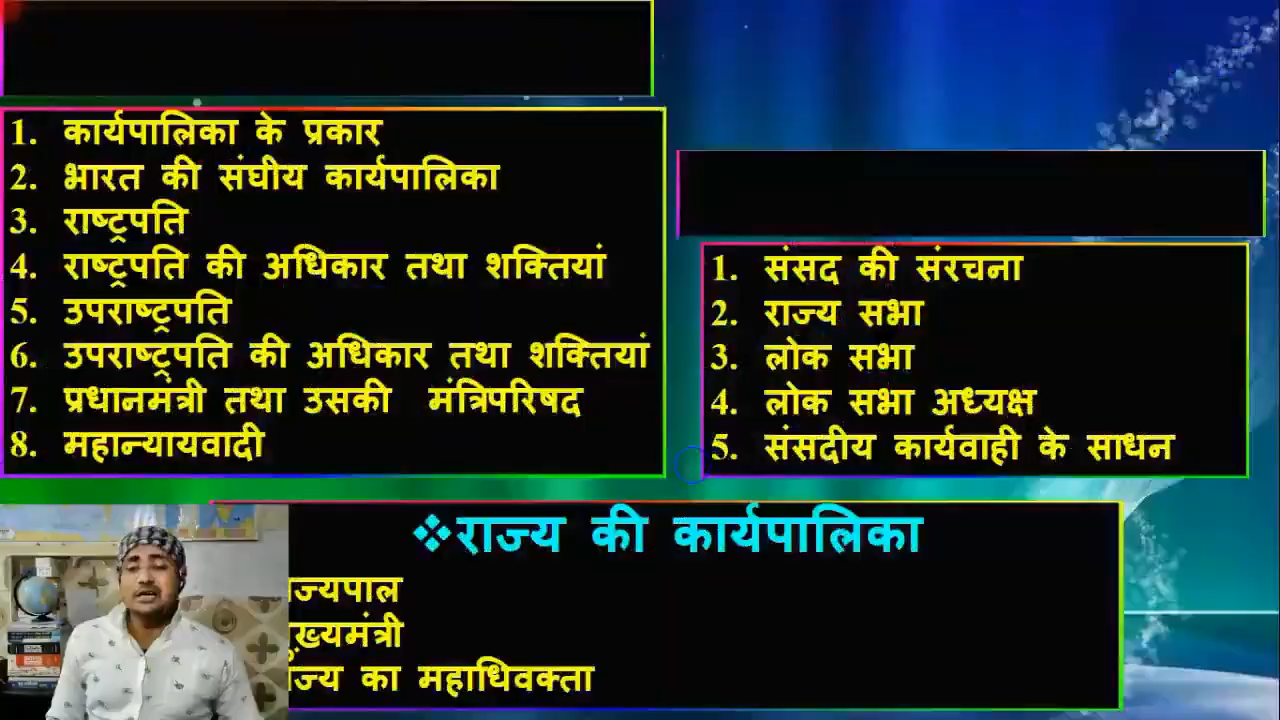 1. कार्यपालिका के प्रकार
2. भारत की संघीय कार्यपालिका
3. राष्ट्रपति
4. राष्ट्रपति की अधिकार तथा शक्तियां
5. उपराष्ट्रपति
6. उपराष्ट्रपति की अधिकार तथा शक्तियां
7. प्रधानमंत्री तथा उसकी मंत्रिपरिषद
8. महान्यायवादी
1. संसद की संरचना
2. राज्य सभा
3. लोक सभा
4. लोक सभा अध्यक्ष
5. संसदीय कार्यवाही के साधन
❖राज्य की कार्यपालिका
ज्यपाल
ख्यमंत्री
ज्य का महाधिवक्ता